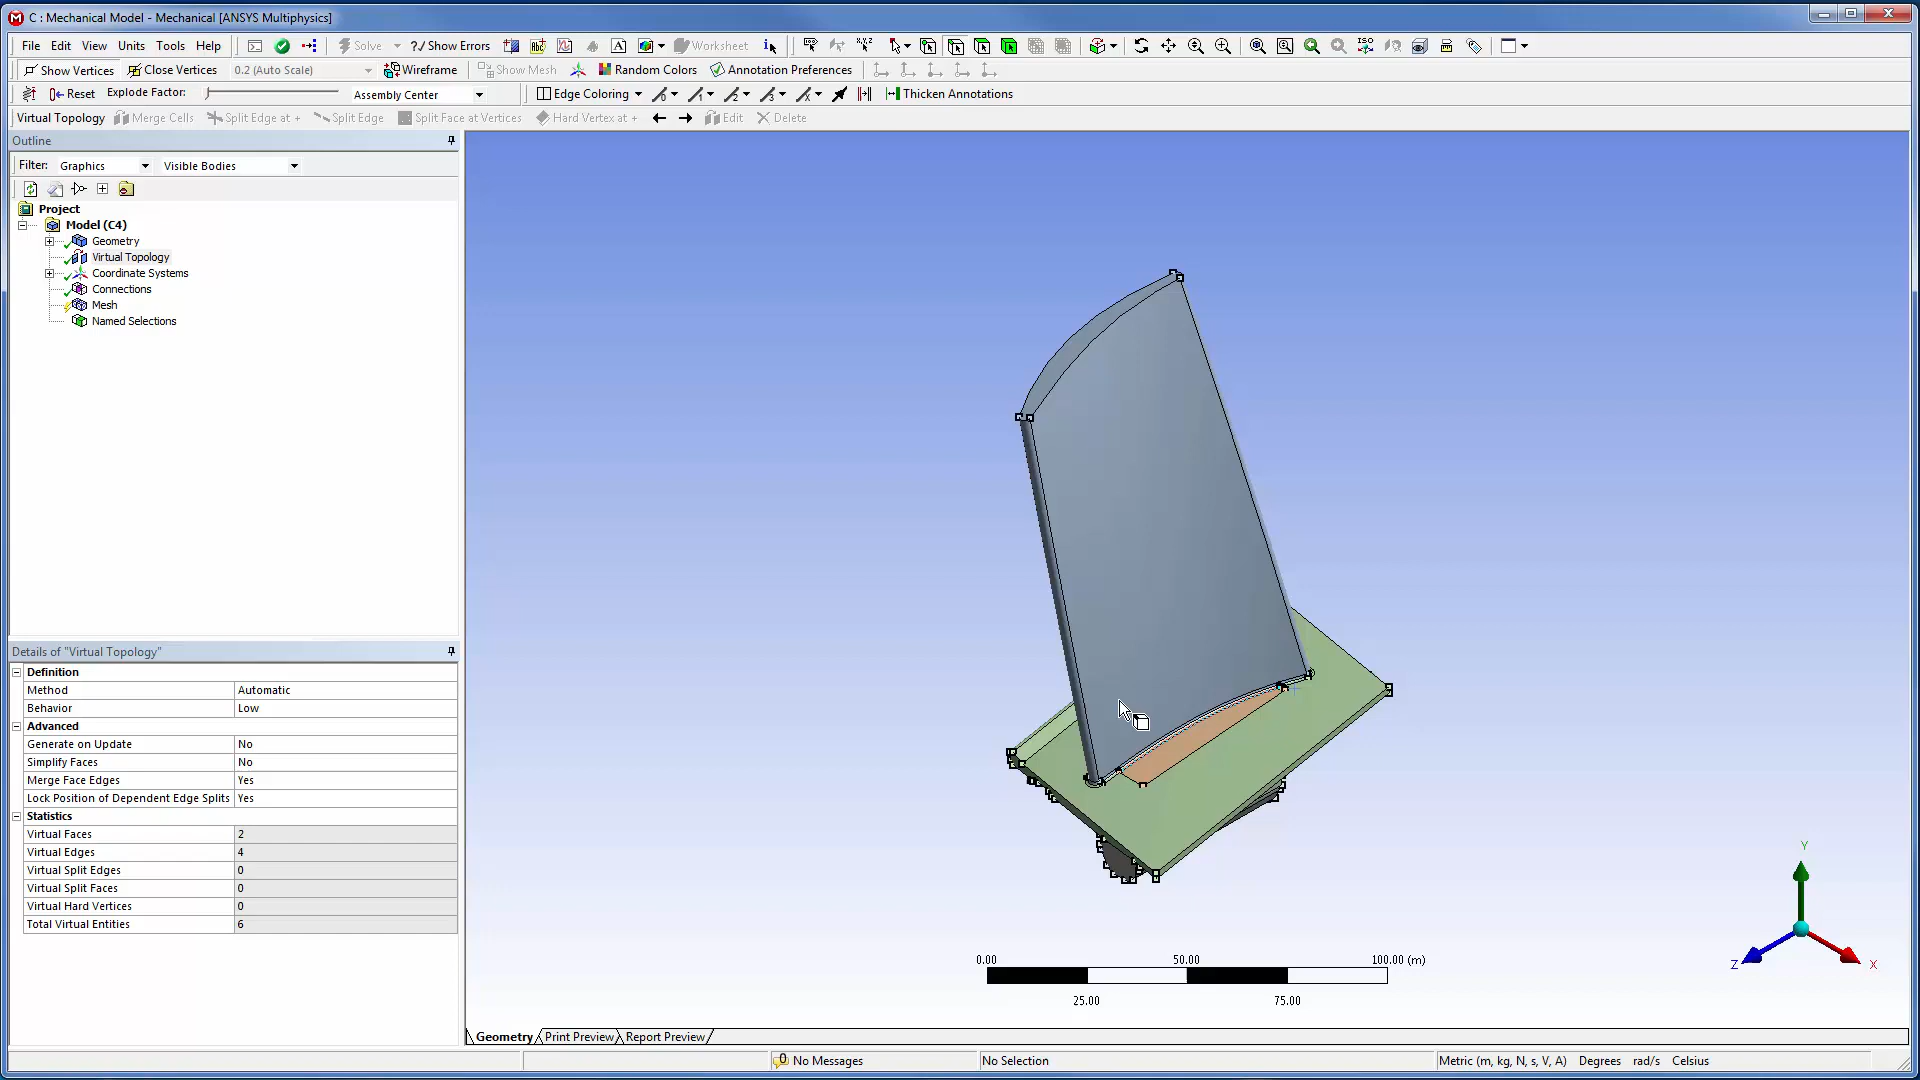 C : Mechanical Model - Mechanical [ANSYS Multiphysics]
File Edit View Units Tools Help Solve ?/ Show Errors A Worksheet
Show Vertices Close Vertices 0.2 (Auto Scale) Wireframe Show Mesh Random Colors Annotation Preferences
Reset Explode Factor: Assembly Center Edge Coloring Thicken Annotations
Virtual Topology Merge Cells Split Edge at + Split Edge Split Face at Vertices Hard Vertex at + Edit Delete
Outline
Filter: Graphics Visible Bodies
Project
Model (C4)
Geometry
Virtual Topology
Coordinate Systems
Connections
Mesh
Named Selections
Details of "Virtual Topology"
Definition
Method Automatic
Behavior Low
Advanced
Generate on Update No
Simplify Faces No
Merge Face Edges Yes
Lock Position of Dependent Edge Splits Yes
Statistics
Virtual Faces 2
Virtual Edges 4
Virtual Split Edges 0
Virtual Split Faces 0
Virtual Hard Vertices 0
Total Virtual Entities 6
Y
Z X
0.00 50.00 100.00 (m)
25.00 75.00
Geometry Print Preview Report Preview
0 No Messages No Selection Metric (m, kg, N, s, V, A) Degrees rad/s Celsius